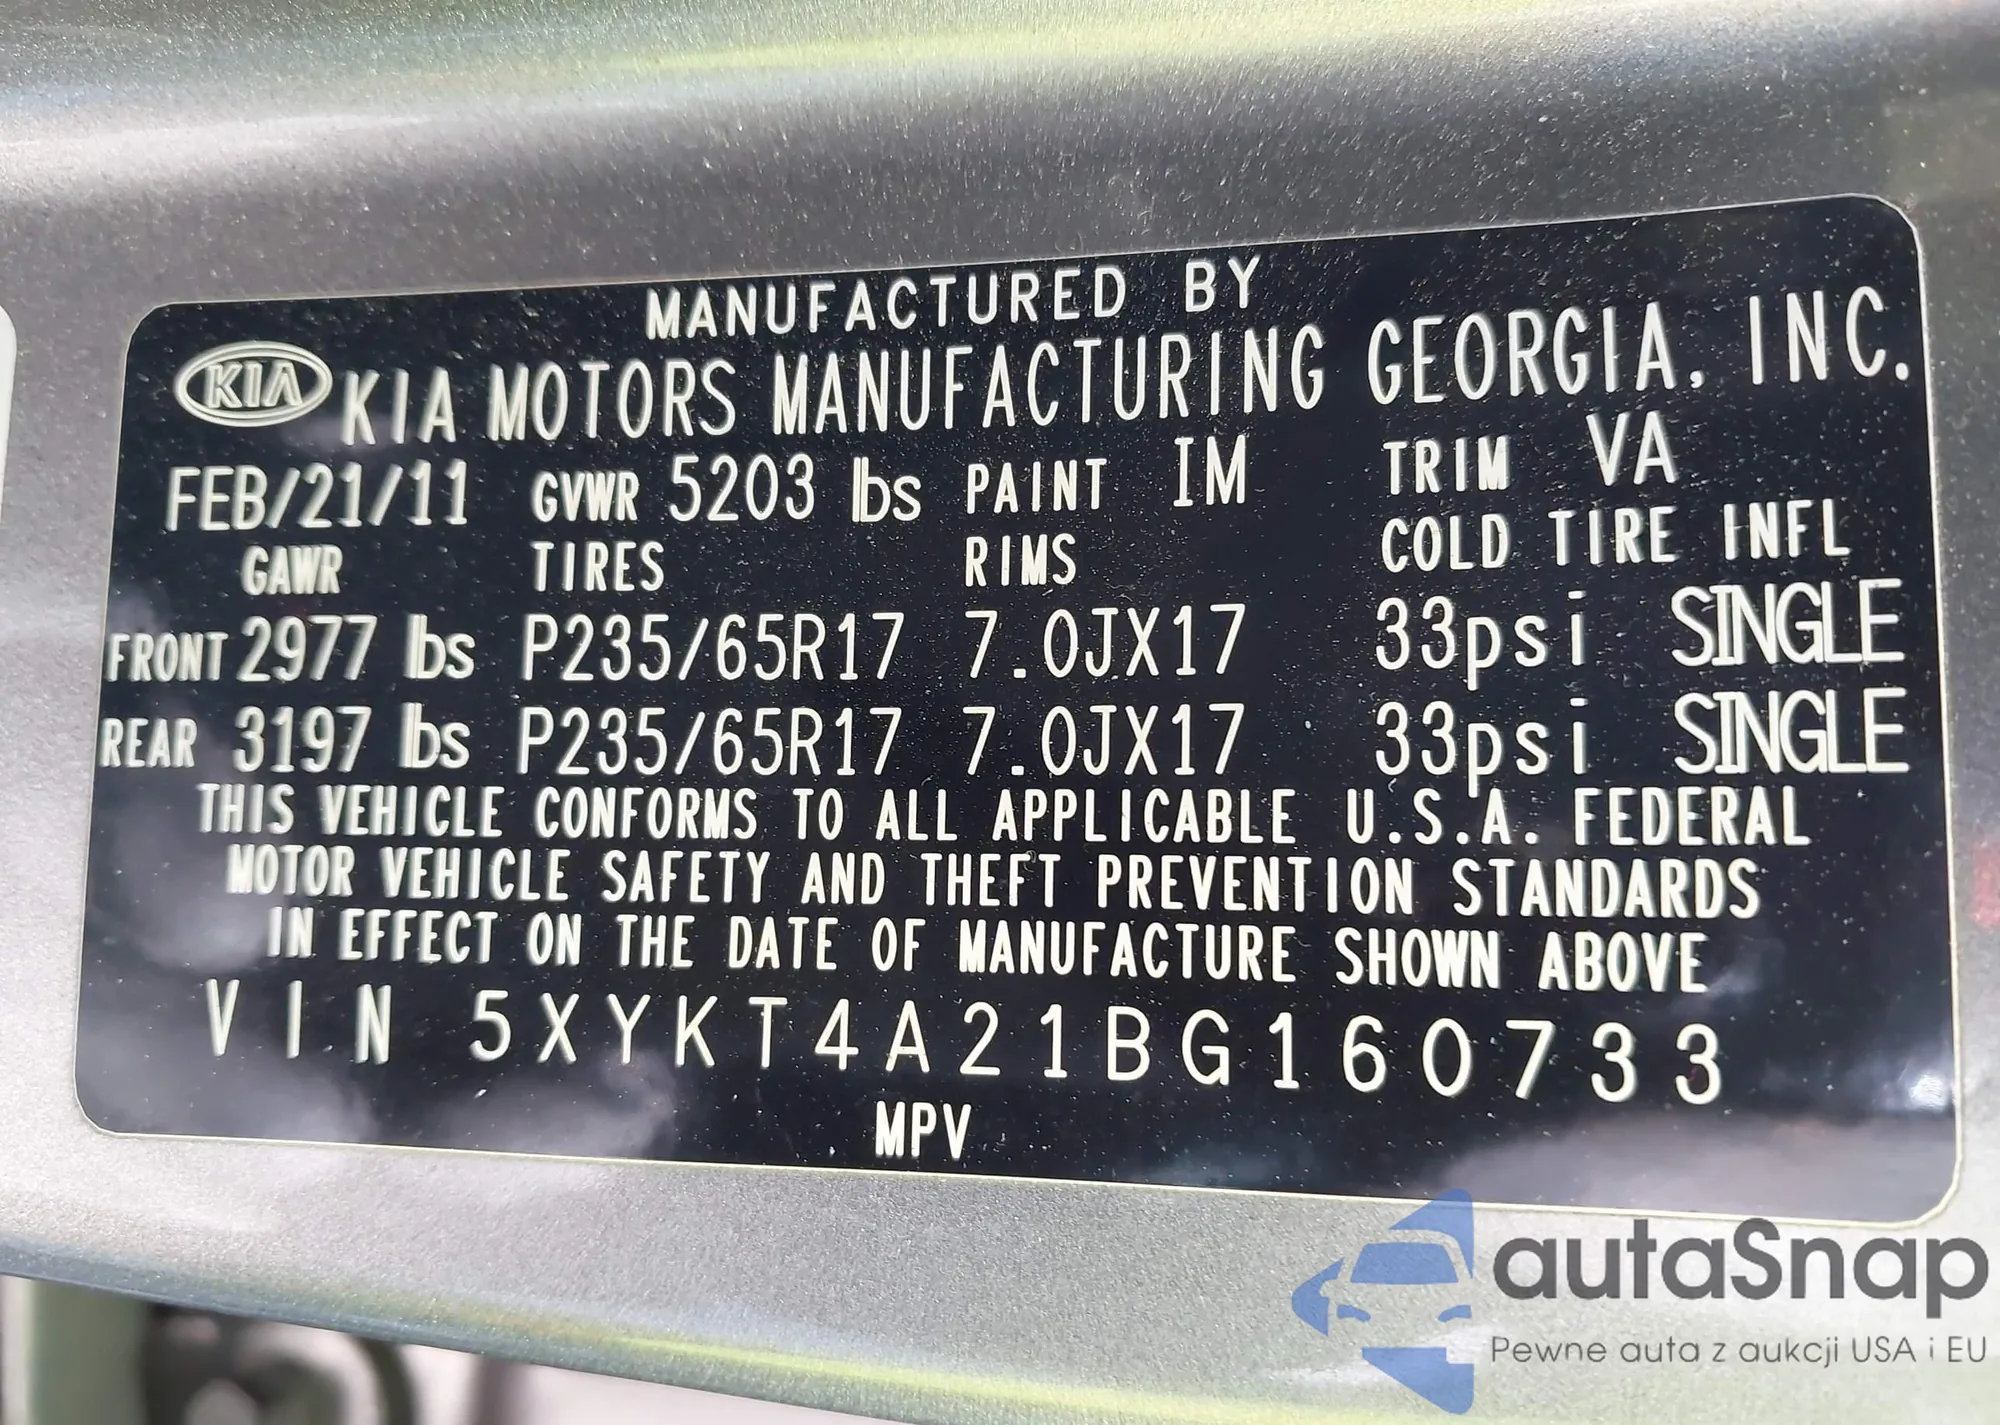 MANUFACTURED BY
KIA KIA MOTORS MANUFACTURING GEORGIA, INC.
FEB/21/11 GVWR 5203 lbs PAINT IM TRIM VA
GAWR TIRES RIMS COLD TIRE INFL
FRONT 2977 lbs P235/65R17 7.0JX17 33psi SINGLE
REAR 3197 lbs P235/65R17 7.0JX17 33psi SINGLE
THIS VEHICLE CONFORMS TO ALL APPLICABLE U.S.A. FEDERAL
MOTOR VEHICLE SAFETY AND THEFT PREVENTION STANDARDS
IN EFFECT ON THE DATE OF MANUFACTURE SHOWN ABOVE
VIN 5XYKT4A21BG160733
MPV
autaSnap
Pewne auta z aukcji USA i EU